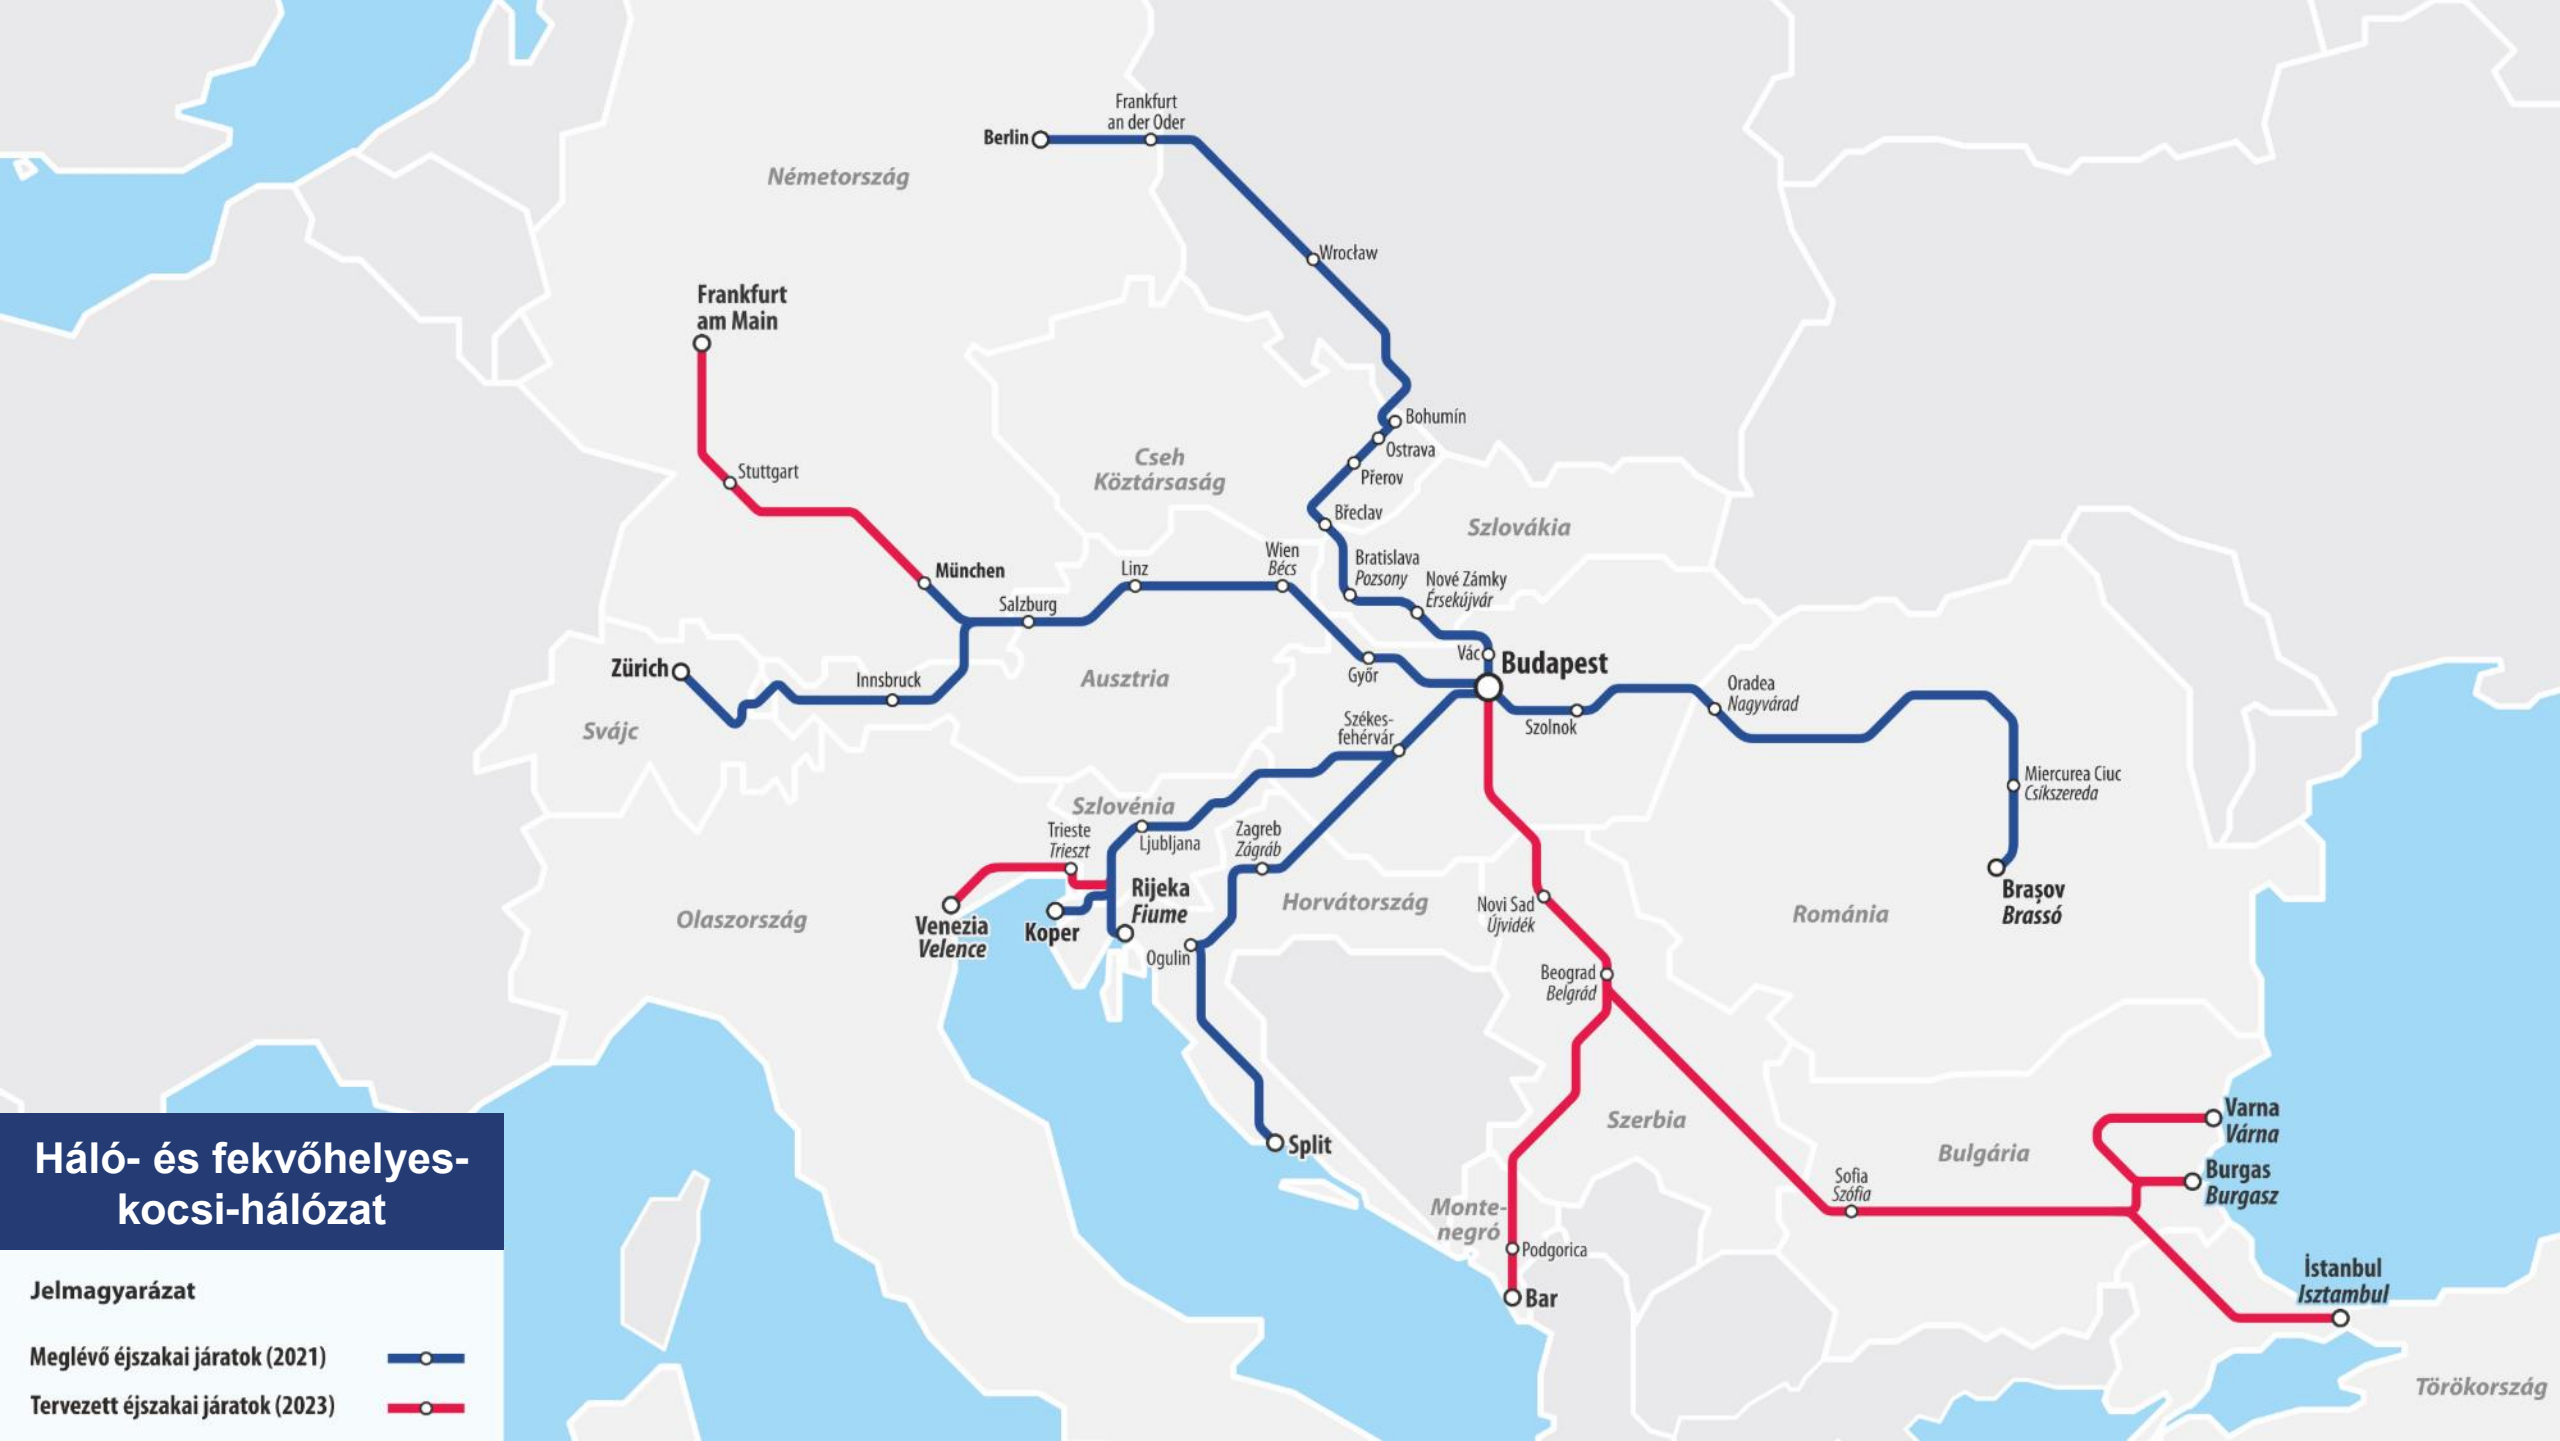 Frankfurt
an der Oder
Berlin
Németország
Wrocław
Frankfurt
am Main
Bohumín
Ostrava
Přerov
Stuttgart
Cseh
Köztársaság
Břeclav
Szlovákia
München
Linz
Wien
Bécs
Bratislava
Pozsony
Nové Zámky
Érsekújvár
Salzburg
Vác
Budapest
Zürich
Innsbruck
Ausztria
Győr
Oradea
Nagyvárad
Svájc
Székes-
fehérvár
Szolnok
Miercurea Ciuc
Csíkszereda
Szlovénia
Trieste
Trieszt
Ljubljana
Zagreb
Zágráb
Rijeka
Fiume
Horvátország
Novi Sad
Újvidék
Románia
Brașov
Brassó
Olaszország
Venezia
Velence
Koper
Ogulin
Beograd
Belgrád
Szerbia
Split
Varna
Várna
Bulgária
Burgas
Burgasz
Sofia
Szófia
Monte-
negró
Podgorica
Bar
İstanbul
Isztambul
Törökország
Háló- és fekvőhelyes-
kocsi-hálózat
Jelmagyarázat
Meglévő éjszakai járatok (2021)
Tervezett éjszakai járatok (2023)